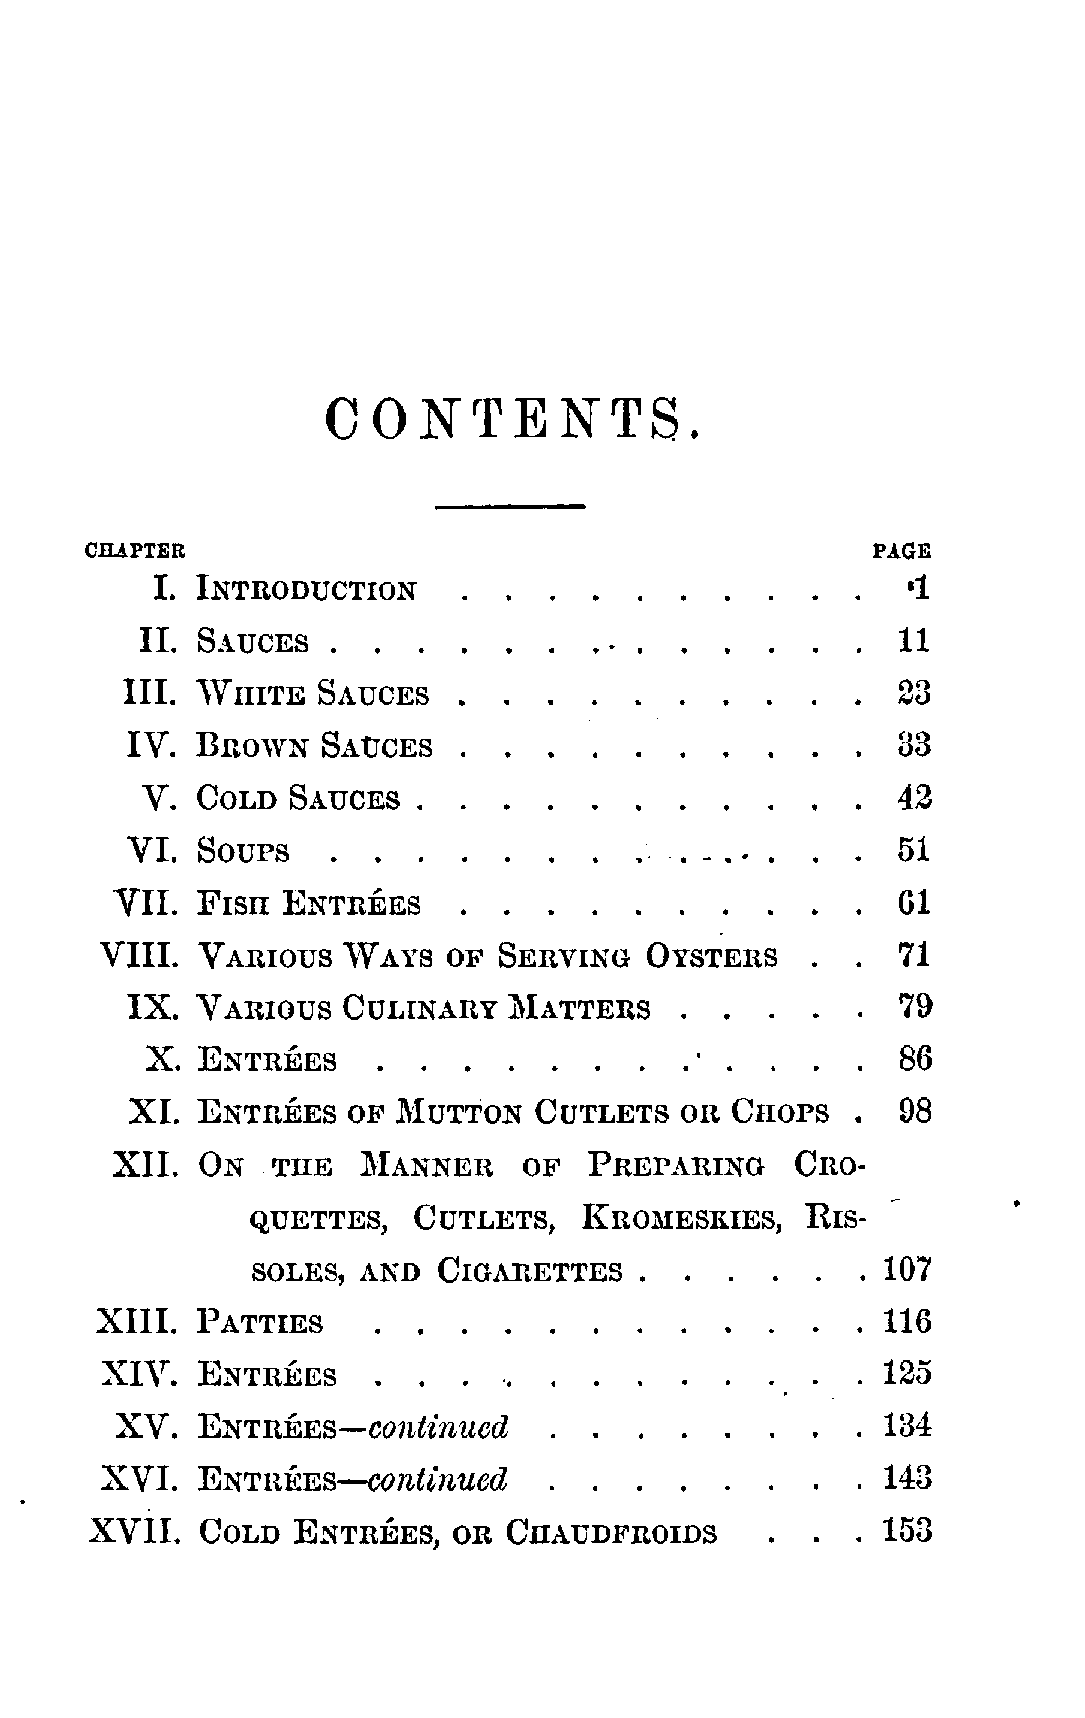 CONTENTS.
CHAPTER PAGE
I. INTRODUCTION . . . . . . . . . . 1
II. SAUCES . . . . . . . . . . . . . 11
III. WHITE SAUCES . . . . . . . . . . 23
IV. BROWN SAUCES . . . . . . . . . . 33
V. COLD SAUCES . . . . . . . . . . . 42
VI. SOUPS . . . . . . . . . . . . . 51
VII. FISH ENTRÉES . . . . . . . . . . 61
VIII. VARIOUS WAYS OF SERVING OYSTERS . . 71
IX. VARIOUS CULINARY MATTERS . . . . . 79
X. ENTRÉES . . . . . . . . . . . . 86
XI. ENTRÉES OF MUTTON CUTLETS OR CHOPS . 98
XII. ON THE MANNER OF PREPARING CRO-
QUETTES, CUTLETS, KROMESKIES, RIS-
SOLES, AND CIGARETTES . . . . . . 107
XIII. PATTIES . . . . . . . . . . . . 116
XIV. ENTRÉES . . . . . . . . . . . . 125
XV. ENTRÉES—continued . . . . . . . . 134
XVI. ENTRÉES—continued . . . . . . . . 143
XVII. COLD ENTRÉES, OR CHAUDFROIDS . . . 153